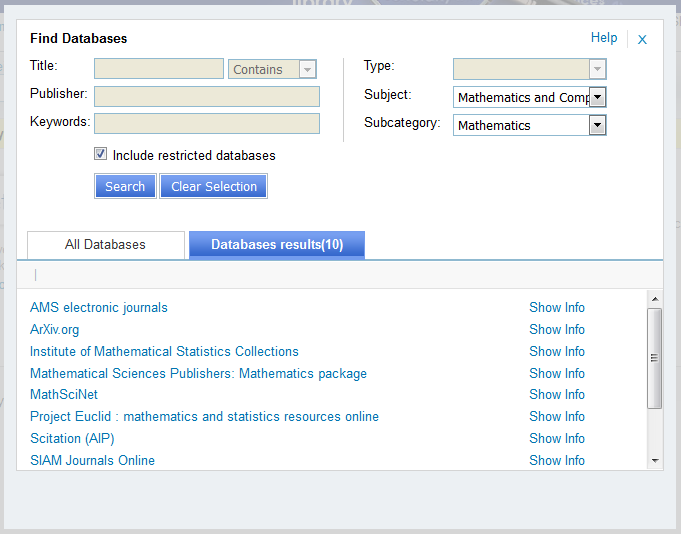 library
Find Databases
Help
x
Title:
Contains
Type:
Publisher:
Subject:
Mathematics and Comp
Keywords:
Subcategory:
Mathematics
Include restricted databases
Search
Clear Selection
All Databases
Databases results(10)
AMS electronic journals Show Info
ArXiv.org Show Info
Institute of Mathematical Statistics Collections Show Info
Mathematical Sciences Publishers: Mathematics package Show Info
MathSciNet Show Info
Project Euclid : mathematics and statistics resources online Show Info
Scitation (AIP) Show Info
SIAM Journals Online Show Info